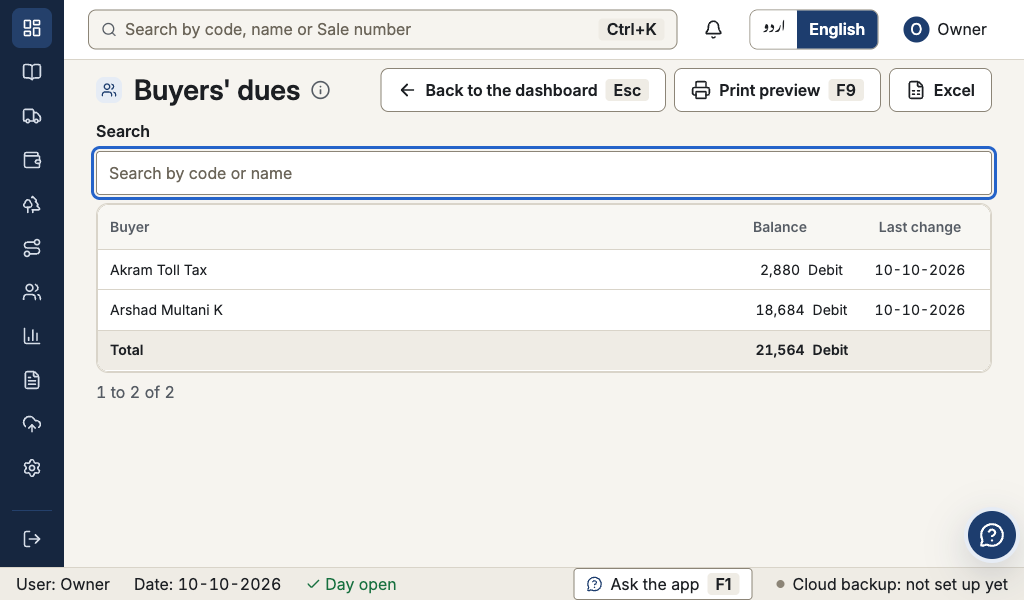 Search by code, name or Sale number Ctrl+K اردو English O Owner
Buyers' dues Back to the dashboard Esc Print preview F9 Excel
Search
Search by code or name
Buyer Balance Last change
Akram Toll Tax 2,880 Debit 10-10-2026
Arshad Multani K 18,684 Debit 10-10-2026
Total 21,564 Debit
1 to 2 of 2
User: Owner Date: 10-10-2026 Day open Ask the app F1 Cloud backup: not set up yet